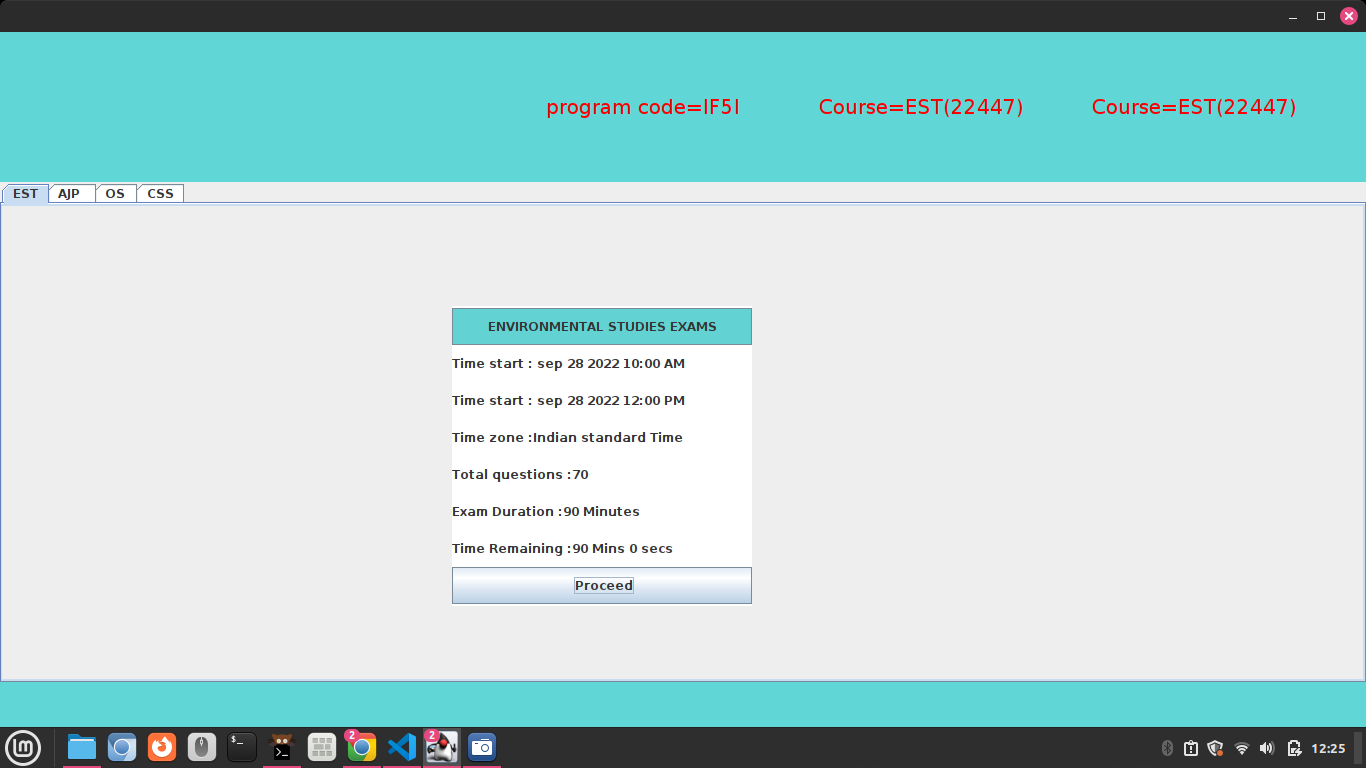 program code=IF5I Course=EST(22447) Course=EST(22447)
EST AJP OS CSS
ENVIRONMENTAL STUDIES EXAMS
Time start : sep 28 2022 10:00 AM
Time start : sep 28 2022 12:00 PM
Time zone :Indian standard Time
Total questions :70
Exam Duration :90 Minutes
Time Remaining :90 Mins 0 secs
Proceed
2 2 12:25